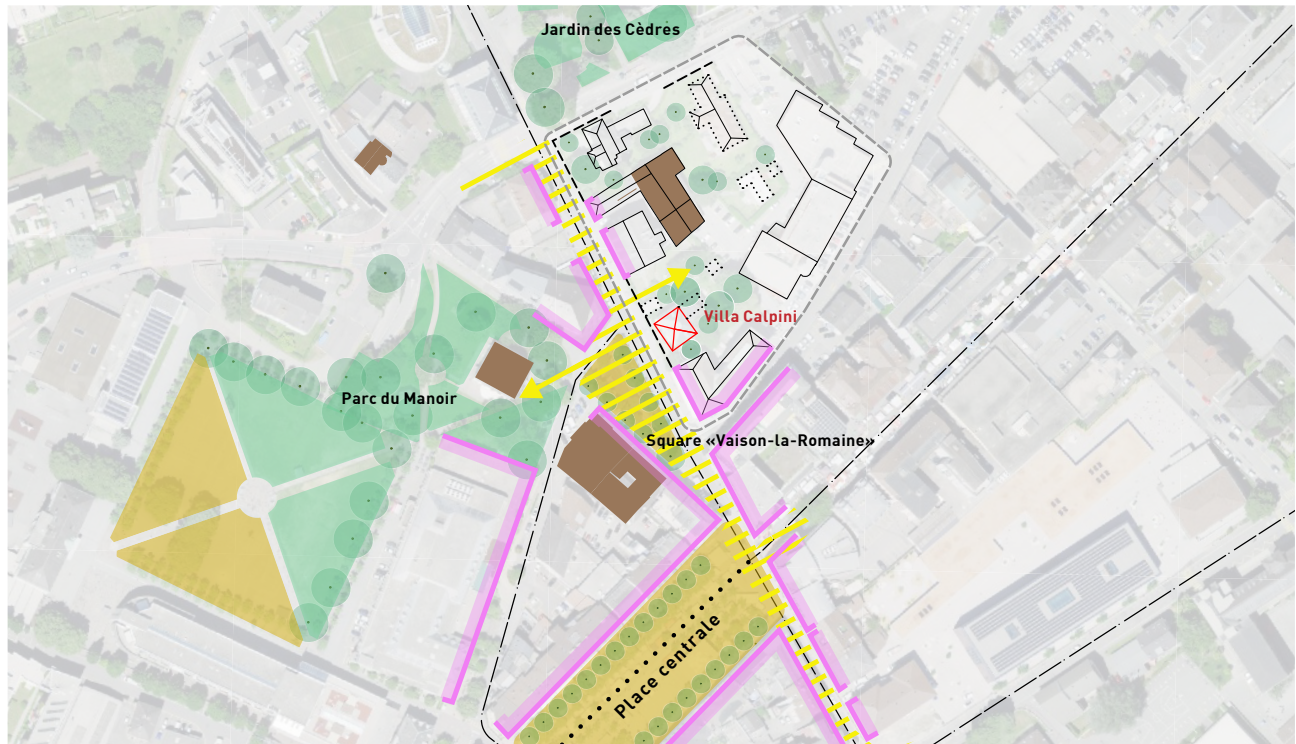 Jardin des Cèdres
Villa Calpini
Parc du Manoir
Square «Vaison-la-Romaine»
Place centrale